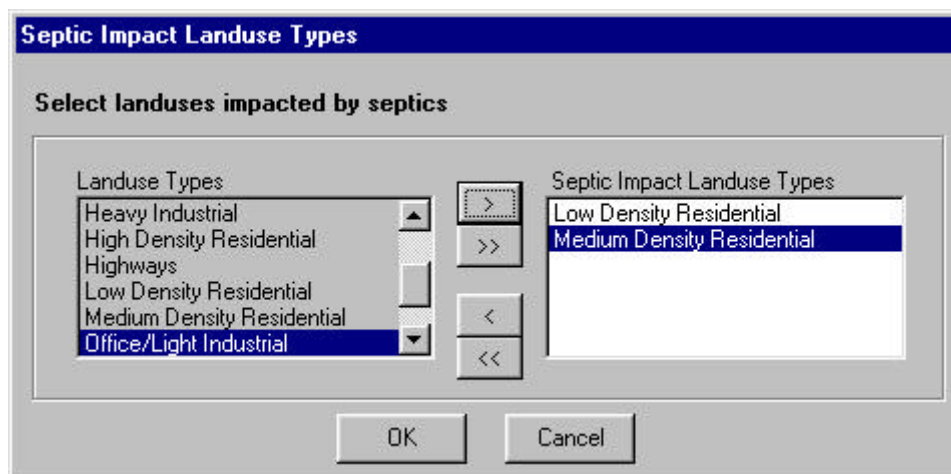 Septic Impact Landuse Types
Select landuses impacted by septics
Landuse Types
Heavy Industrial
High Density Residential
Highways
Low Density Residential
Medium Density Residential
Office/Light Industrial
>
>>
<
<<
Septic Impact Landuse Types
Low Density Residential
Medium Density Residential
OK
Cancel